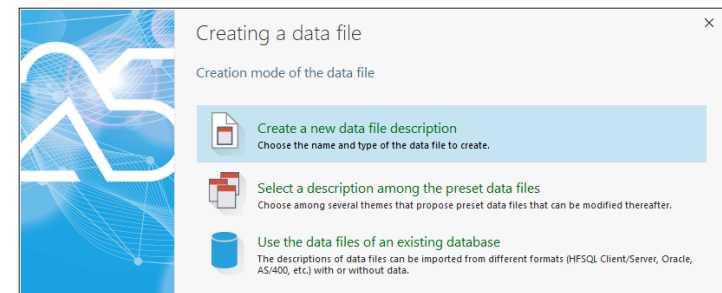 Creating a data file
Creation mode of the data file
Create a new data file description
Choose the name and type of the data file to create.
Select a description among the preset data files
Choose among several themes that propose preset data files that can be modified thereafter.
Use the data files of an existing database
The descriptions of data files can be imported from different formats (HFSQL Client/Server, Oracle,
AS/400, etc.) with or without data.
25